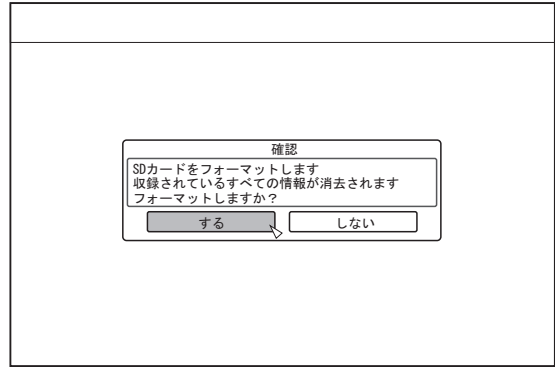 確認
SDカードをフォーマットします
収録されているすべての情報が消去されます
フォーマットしますか？
する
しない